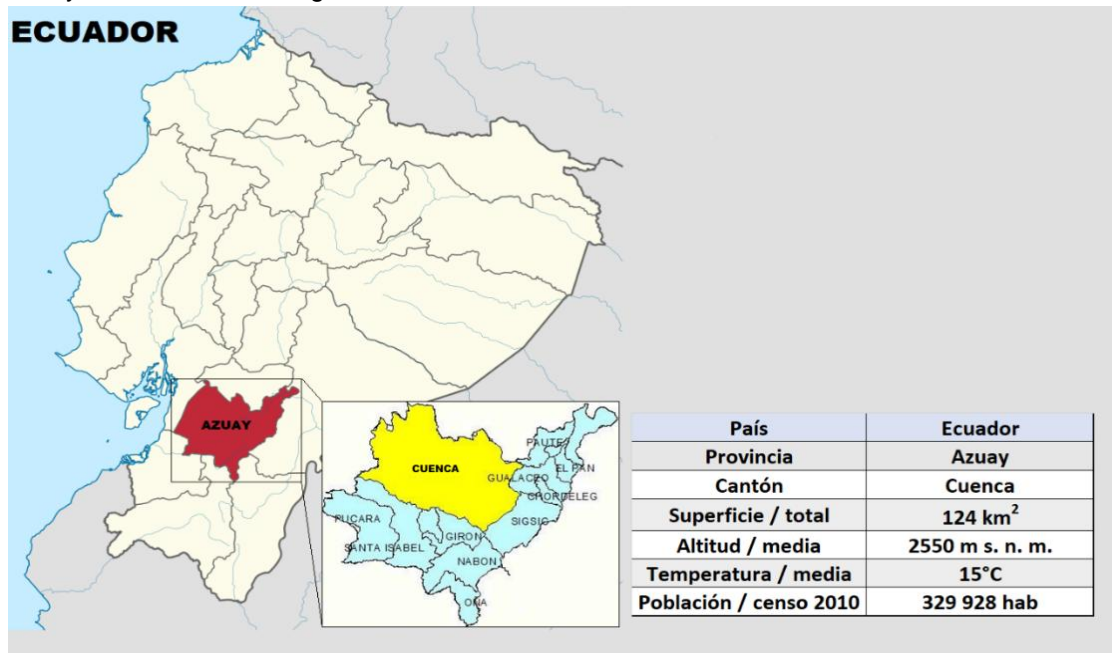 ECUADOR
AZUAY
CUENCA
PAUTE
EL PAN
GUALACEO
CHORDELEG
SIGSIG
PUCARA
GIRON
SANTA ISABEL
NABON
OÑA
País Ecuador
Provincia Azuay
Cantón Cuenca
Superficie / total 124 km²
Altitud / media 2550 m s. n. m.
Temperatura / media 15°C
Población / censo 2010 329 928 hab